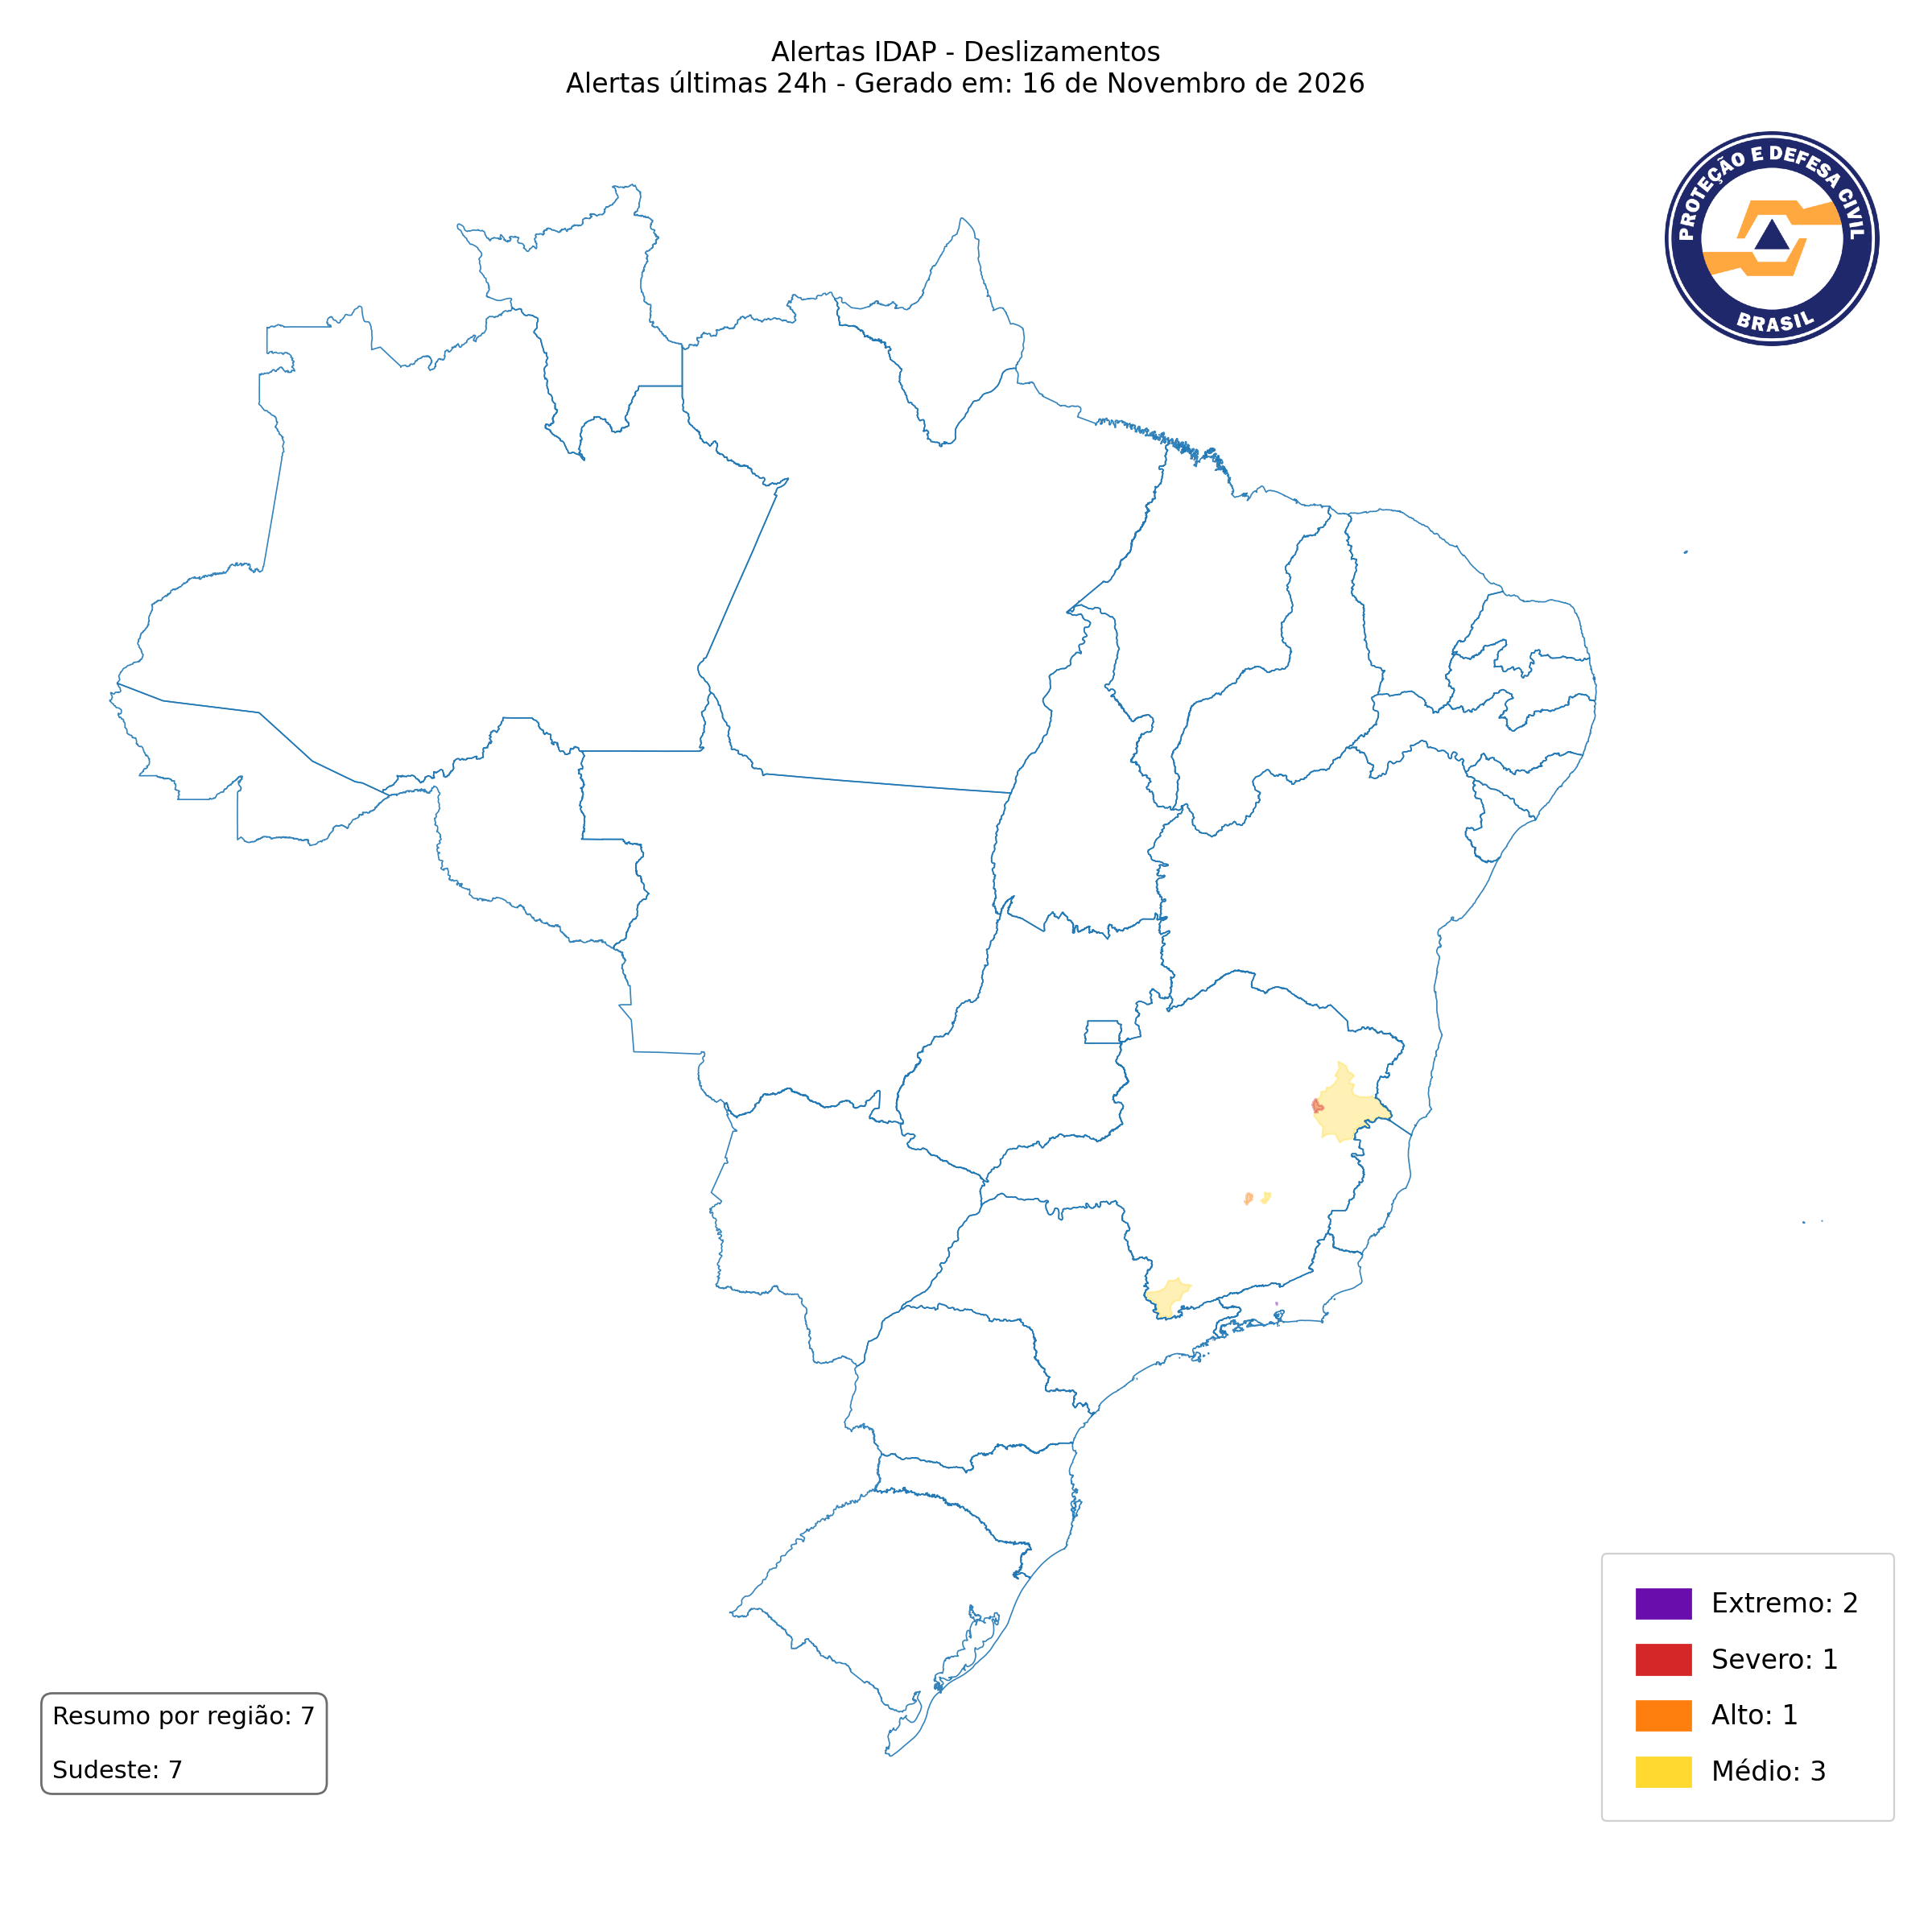 Alertas IDAP - Deslizamentos
Alertas últimas 24h - Gerado em: 16 de Novembro de 2026
PROTEÇÃO E DEFESA CIVIL
BRASIL
Extremo: 2
Severo: 1
Alto: 1
Médio: 3
Resumo por região: 7
Sudeste: 7